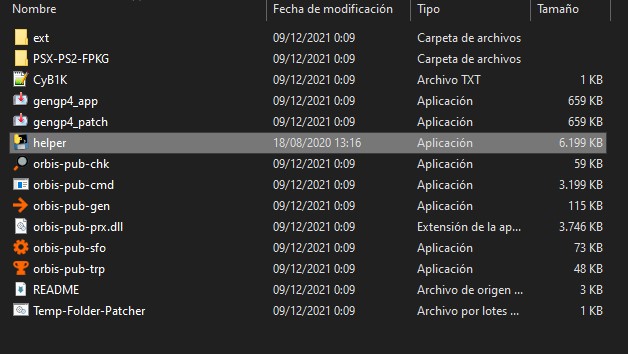 Nombre Fecha de modificación Tipo Tamaño
ext 09/12/2021 0:09 Carpeta de archivos
PSX-PS2-FPKG 09/12/2021 0:09 Carpeta de archivos
CyB1K 09/12/2021 0:09 Archivo TXT 1 KB
gengp4_app 09/12/2021 0:09 Aplicación 659 KB
gengp4_patch 09/12/2021 0:09 Aplicación 659 KB
helper 18/08/2020 13:16 Aplicación 6.199 KB
orbis-pub-chk 09/12/2021 0:09 Aplicación 59 KB
orbis-pub-cmd 09/12/2021 0:09 Aplicación 3.199 KB
orbis-pub-gen 09/12/2021 0:09 Aplicación 115 KB
orbis-pub-prx.dll 09/12/2021 0:09 Extensión de la ap... 3.746 KB
orbis-pub-sfo 09/12/2021 0:09 Aplicación 73 KB
orbis-pub-trp 09/12/2021 0:09 Aplicación 48 KB
README 09/12/2021 0:09 Archivo de origen ... 3 KB
Temp-Folder-Patcher 09/12/2021 0:09 Archivo por lotes ... 1 KB